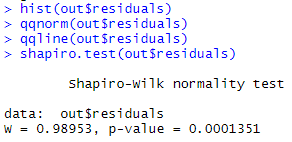 > hist(out$residuals)
> qqnorm(out$residuals)
> qqline(out$residuals)
> shapiro.test(out$residuals)
Shapiro-Wilk normality test
data:  out$residuals
W = 0.98953, p-value = 0.0001351